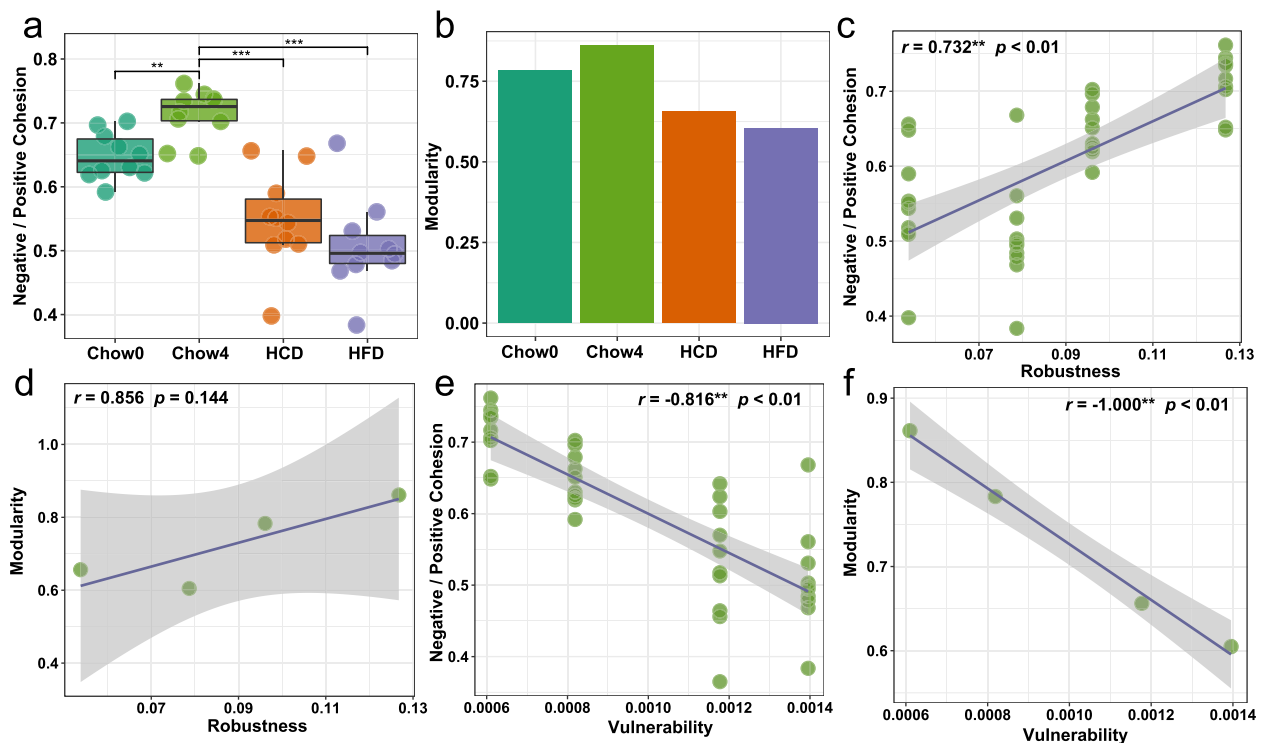 a
Negative / Positive Cohesion
0.8
0.7
0.6
0.5
0.4
**
***
***
Chow0 Chow4 HCD HFD
b
Modularity
0.75
0.50
0.25
0.00
Chow0 Chow4 HCD HFD
c
r = 0.732** p < 0.01
Negative / Positive Cohesion
0.7
0.6
0.5
0.4
0.07 0.09 0.11 0.13
Robustness
d
r = 0.856 p = 0.144
Modularity
1.0
0.8
0.6
0.4
0.07 0.09 0.11 0.13
Robustness
e
r = -0.816** p < 0.01
Negative / Positive Cohesion
0.7
0.6
0.5
0.4
0.0006 0.0008 0.0010 0.0012 0.0014
Vulnerability
f
r = -1.000** p < 0.01
Modularity
0.9
0.8
0.7
0.6
0.0006 0.0008 0.0010 0.0012 0.0014
Vulnerability